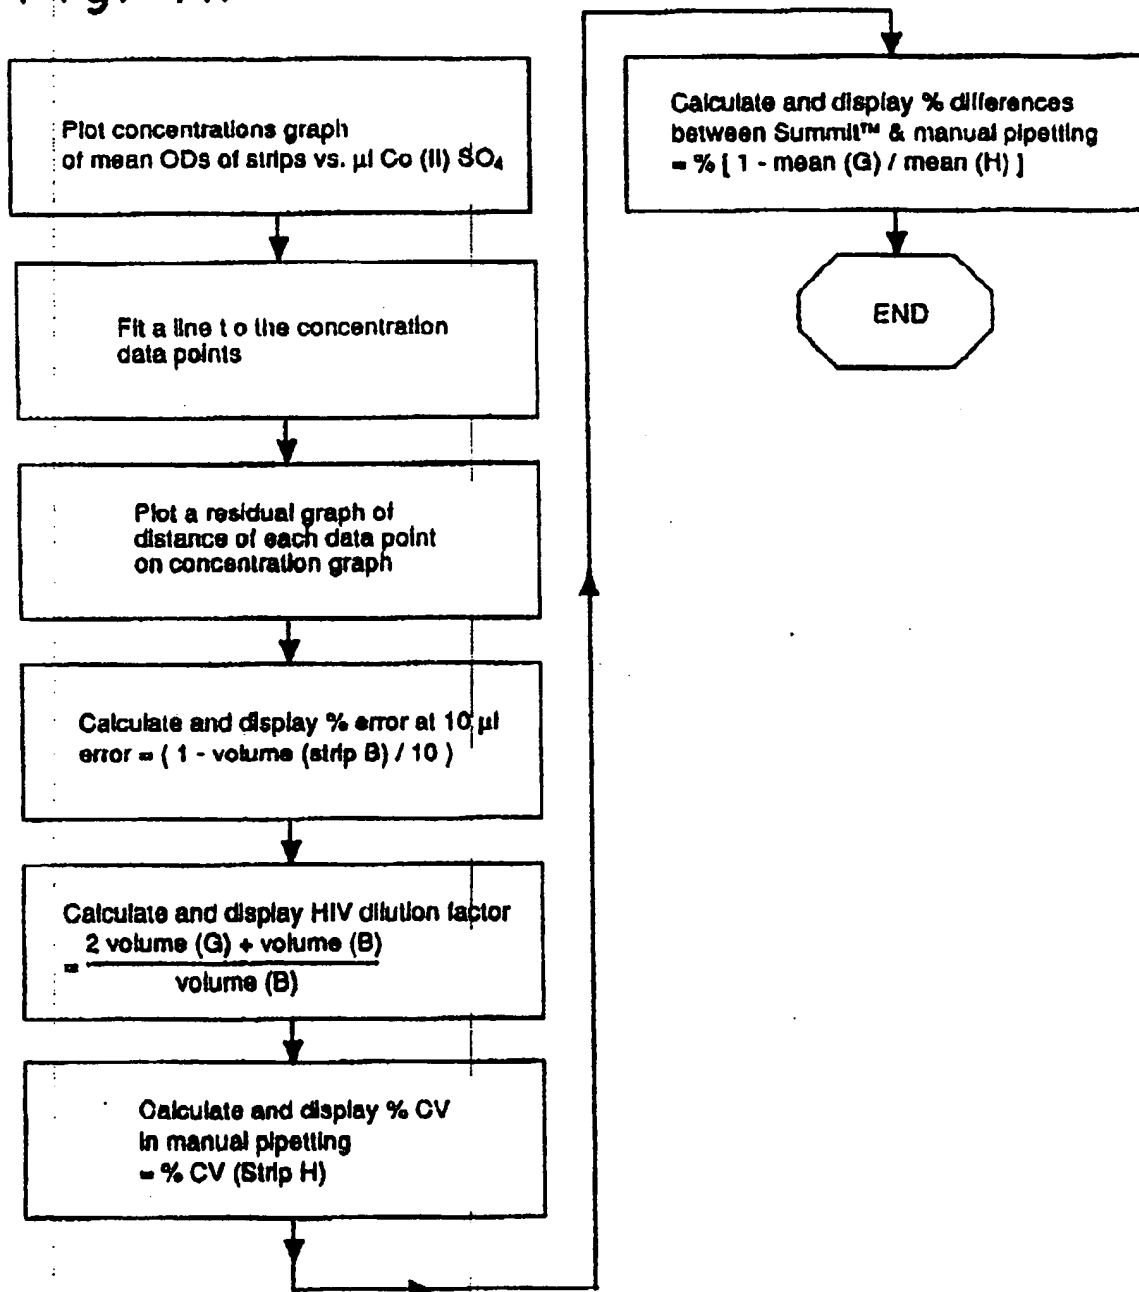 Plot concentrations graph
of mean ODs of strips vs. µl Co (II) SO₄
Fit a line t o the concentration
data points
Plot a residual graph of
distance of each data point
on concentration graph
Calculate and display % error at 10 µl
error = ( 1 - volume (strip B) / 10 )
Calculate and display HIV dilution factor
= 2 volume (G) + volume (B)
volume (B)
Calculate and display % CV
in manual pipetting
= % CV (Strip H)
Calculate and display % differences
between Summit™ & manual pipetting
= % [ 1 - mean (G) / mean (H) ]
END